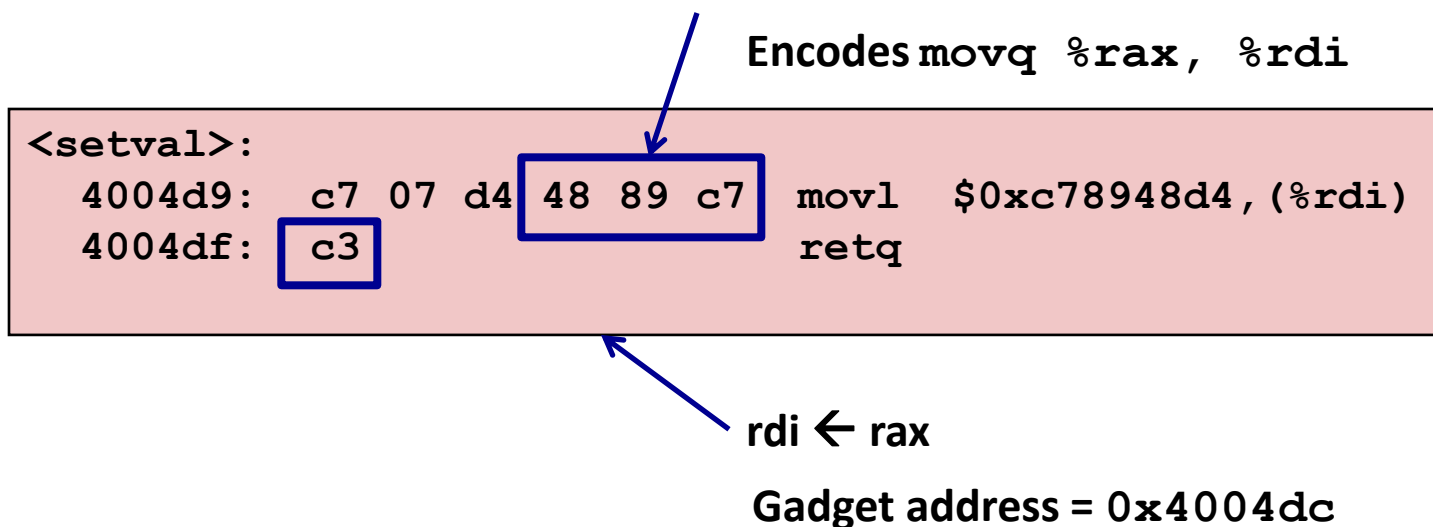 Encodes movq %rax, %rdi
<setval>:
4004d9: c7 07 d4 48 89 c7 movl $0xc78948d4,(%rdi)
4004df: c3 retq
rdi ← rax
Gadget address = 0x4004dc